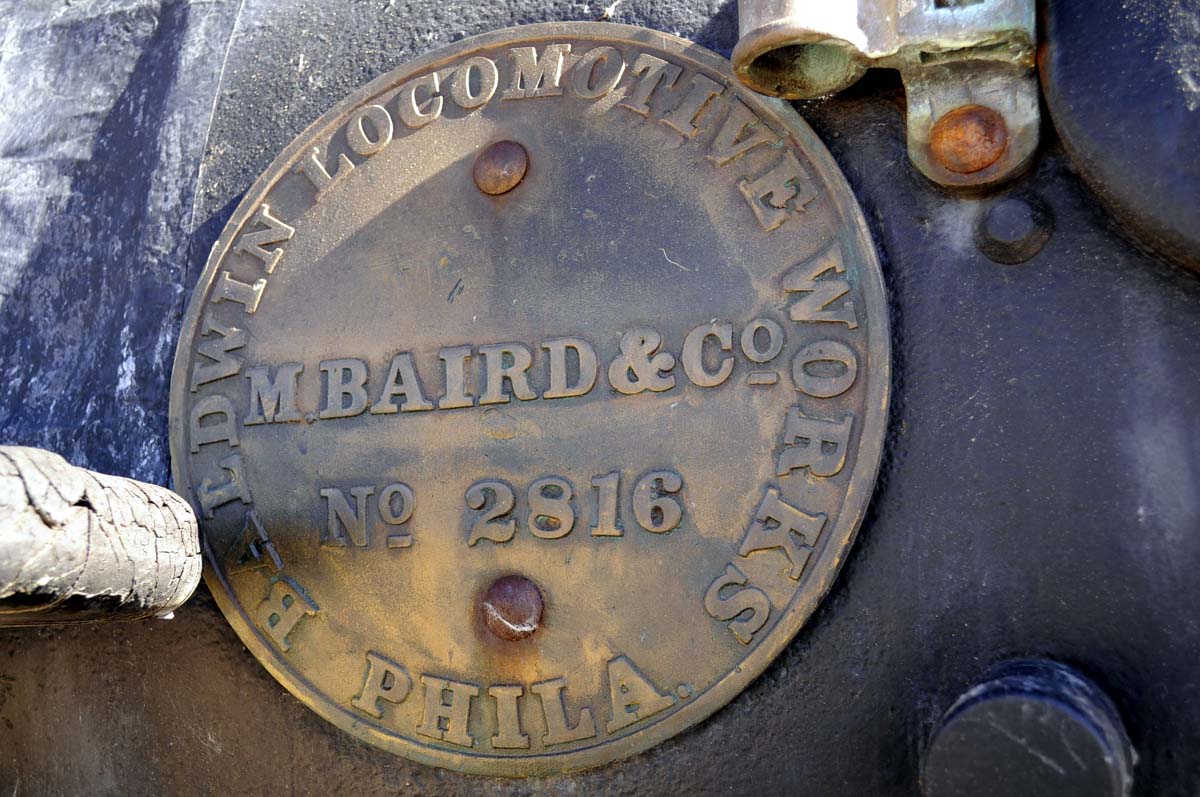 BALDWIN LOCOMOTIVE WORKS
M. BAIRD & Cº
Nº 2816
PHILA.